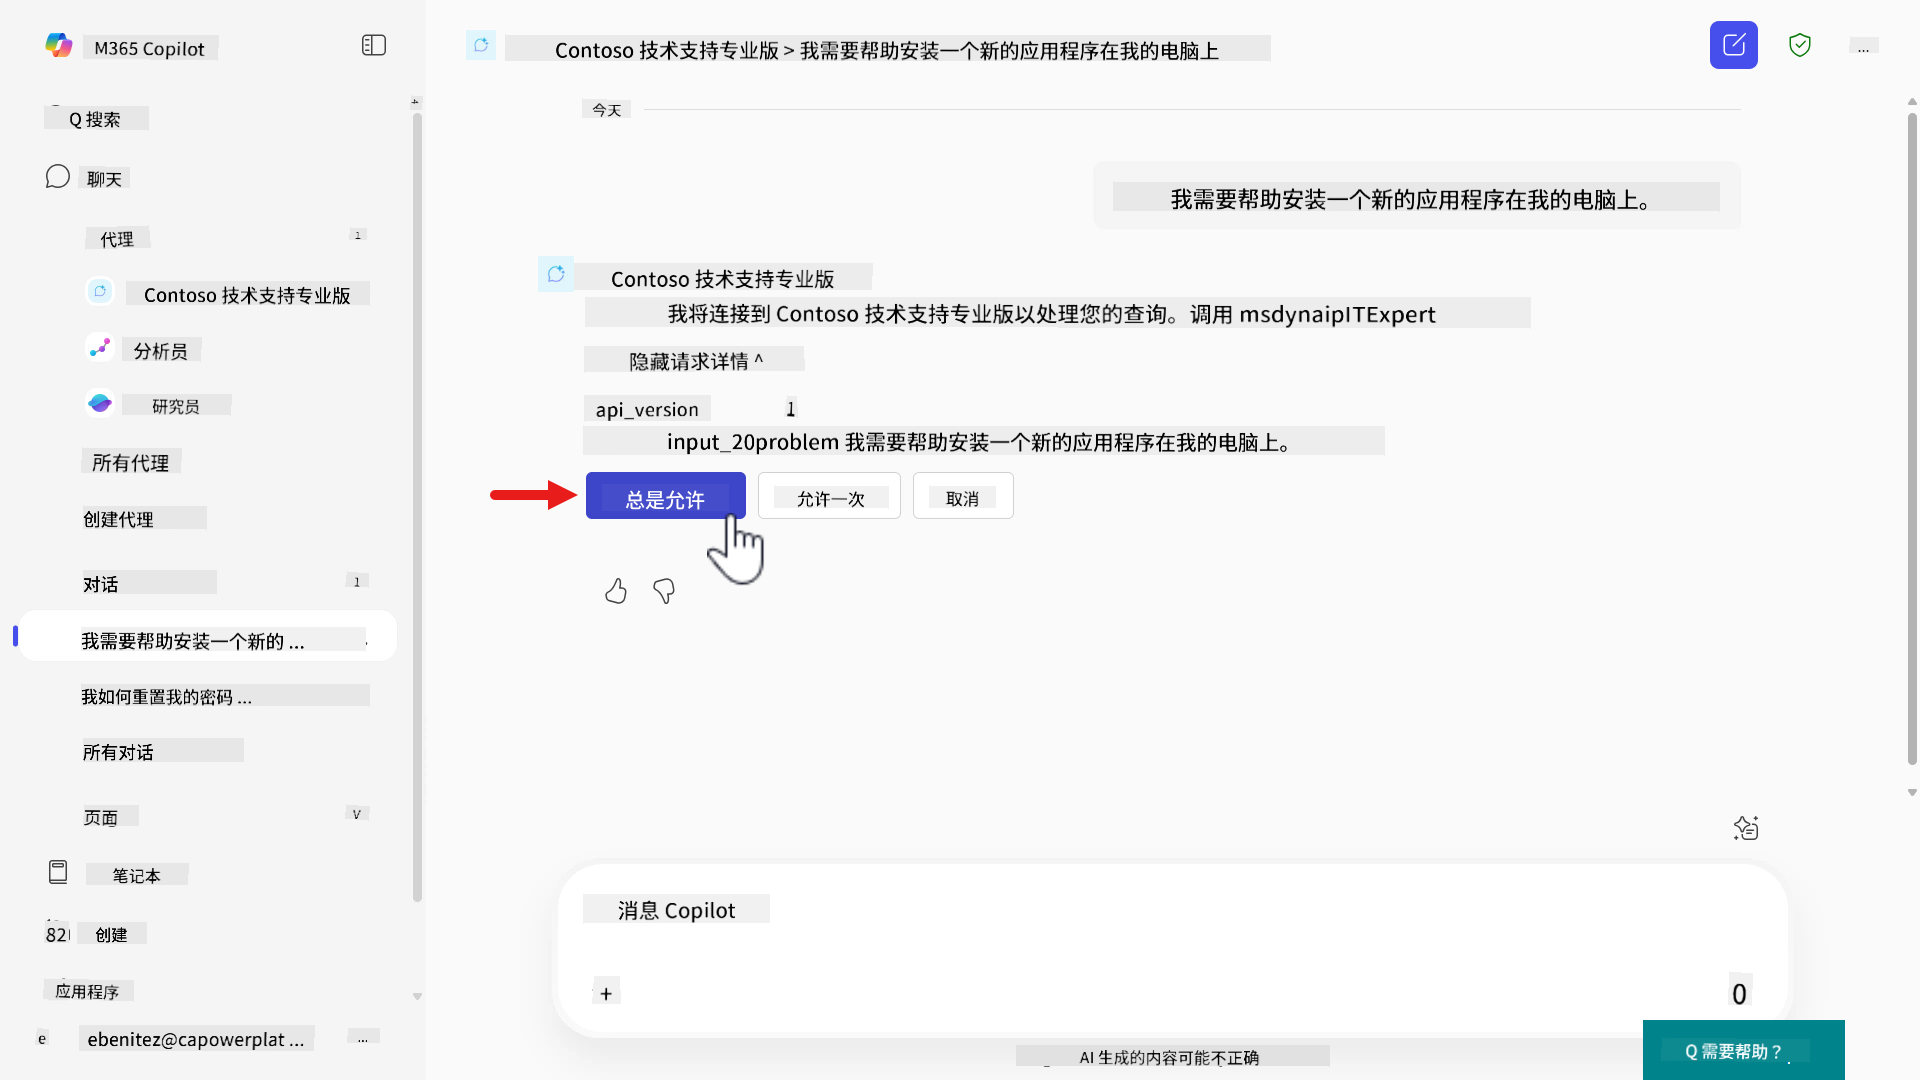 M365 Copilot
Q 搜索
聊天
代理
1
Contoso 技术支持专业版
分析员
研究员
所有代理
创建代理
对话
1
我需要帮助安装一个新的 ...
我如何重置我的密码 ...
所有对话
页面
V
笔记本
82
创建
应用程序
e
ebenitez@capowerplat ...
...
Contoso 技术支持专业版 > 我需要帮助安装一个新的应用程序在我的电脑上
...
今天
我需要帮助安装一个新的应用程序在我的电脑上。
Contoso 技术支持专业版
我将连接到 Contoso 技术支持专业版以处理您的查询。调用 msdynaipITExpert
隐藏请求详情 ^
api_version 1
input_20problem 我需要帮助安装一个新的应用程序在我的电脑上。
总是允许
允许一次
取消
消息 Copilot
+
0
AI 生成的内容可能不正确
Q 需要帮助？